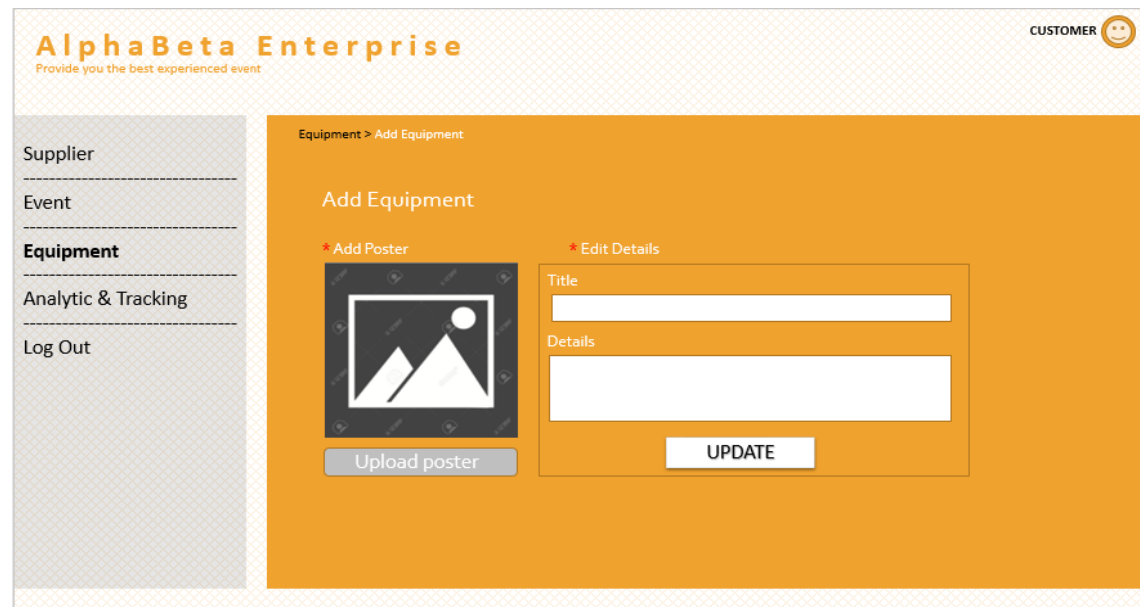 AlphaBeta Enterprise
Provide you the best experienced event
CUSTOMER
Supplier
Event
Equipment
Analytic & Tracking
Log Out
Equipment > Add Equipment
Add Equipment
* Add Poster
* Edit Details
Title
Details
Upload poster
UPDATE